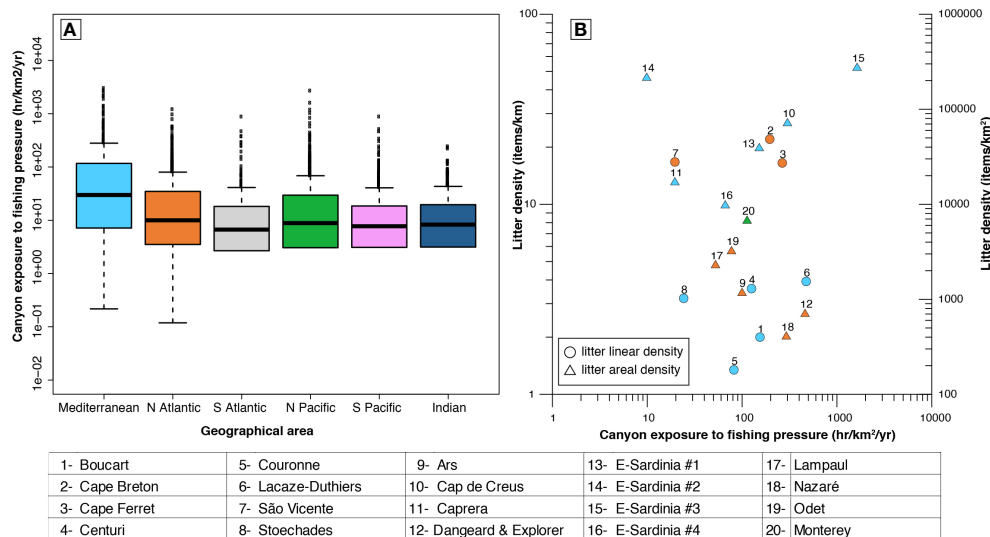 A
Canyon exposure to fishing pressure (hr/km2/yr)
1e+04
1e+03
1e+02
1e+01
1e+00
1e−01
1e−02
Mediterranean N Atlantic S Atlantic N Pacific S Pacific Indian
Geographical area
B
Litter density (items/km)
100
10
1
Litter density (items/km²)
1000000
100000
10000
1000
100
14
15
10
2
13
7
3
11
16
20
19
17
4
6
8
9
12
18
1
5
litter linear density
litter areal density
1 10 100 1000 10000
Canyon exposure to fishing pressure (hr/km²/yr)
1- Boucart 5- Couronne 9- Ars 13- E-Sardinia #1 17- Lampaul
2- Cape Breton 6- Lacaze-Duthiers 10- Cap de Creus 14- E-Sardinia #2 18- Nazaré
3- Cape Ferret 7- São Vicente 11- Caprera 15- E-Sardinia #3 19- Odet
4- Centuri 8- Stoechades 12- Dangeard & Explorer 16- E-Sardinia #4 20- Monterey